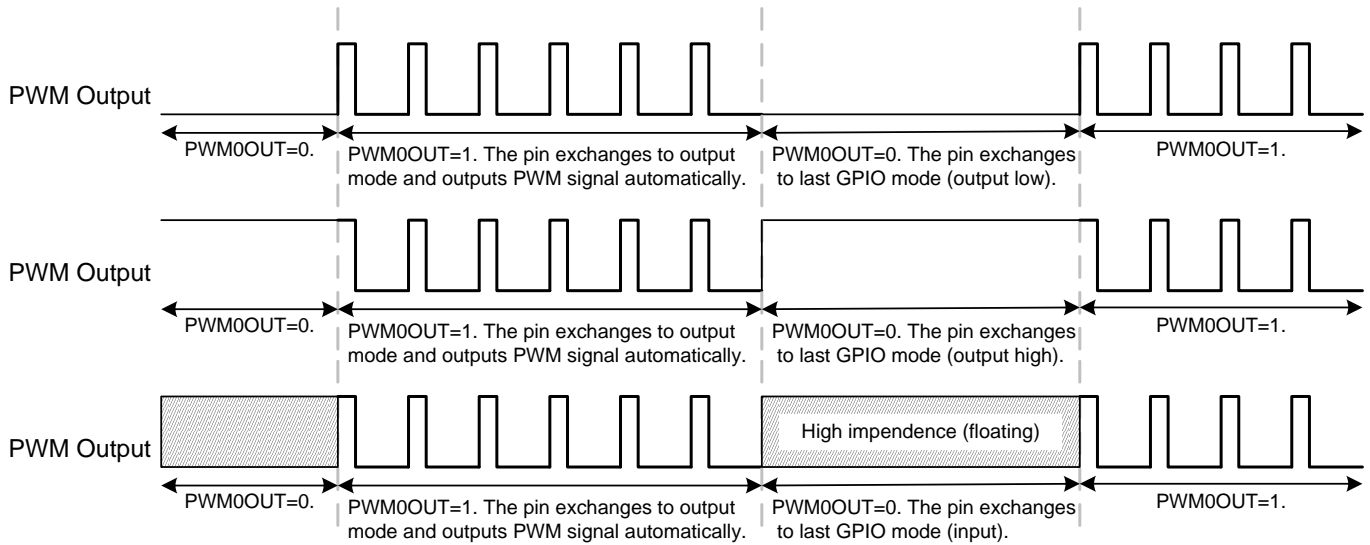 PWM Output
PWM0OUT=0.
PWM0OUT=1. The pin exchanges to output
mode and outputs PWM signal automatically.
PWM0OUT=0. The pin exchanges
to last GPIO mode (output low).
PWM0OUT=1.
PWM Output
PWM0OUT=0.
PWM0OUT=1. The pin exchanges to output
mode and outputs PWM signal automatically.
PWM0OUT=0. The pin exchanges
to last GPIO mode (output high).
PWM0OUT=1.
PWM Output
High impendence (floating)
PWM0OUT=0.
PWM0OUT=1. The pin exchanges to output
mode and outputs PWM signal automatically.
PWM0OUT=0. The pin exchanges
to last GPIO mode (input).
PWM0OUT=1.